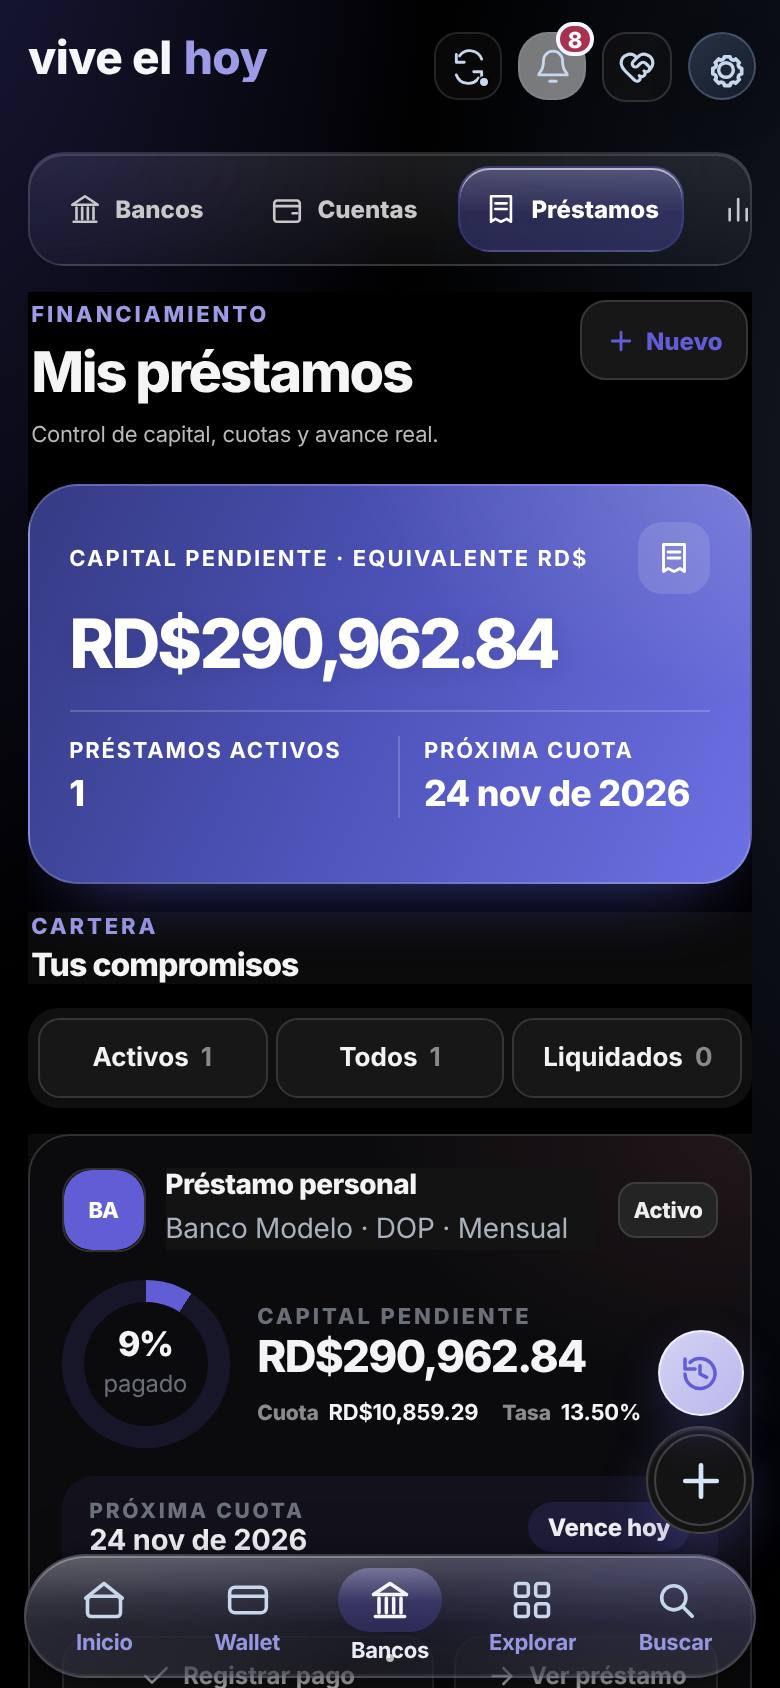 vive el hoy
8
Bancos
Cuentas
Préstamos
FINANCIAMIENTO
+ Nuevo
Mis préstamos
Control de capital, cuotas y avance real.
CAPITAL PENDIENTE · EQUIVALENTE RD$
RD$290,962.84
PRÉSTAMOS ACTIVOS
1
PRÓXIMA CUOTA
24 nov de 2026
CARTERA
Tus compromisos
Activos 1
Todos 1
Liquidados 0
BA
Préstamo personal
Banco Modelo · DOP · Mensual
Activo
9%
pagado
CAPITAL PENDIENTE
RD$290,962.84
Cuota RD$10,859.29 Tasa 13.50%
PRÓXIMA CUOTA
24 nov de 2026
Vence hoy
Inicio
Wallet
Bancos
Explorar
Buscar
Registrar pago
Ver préstamo